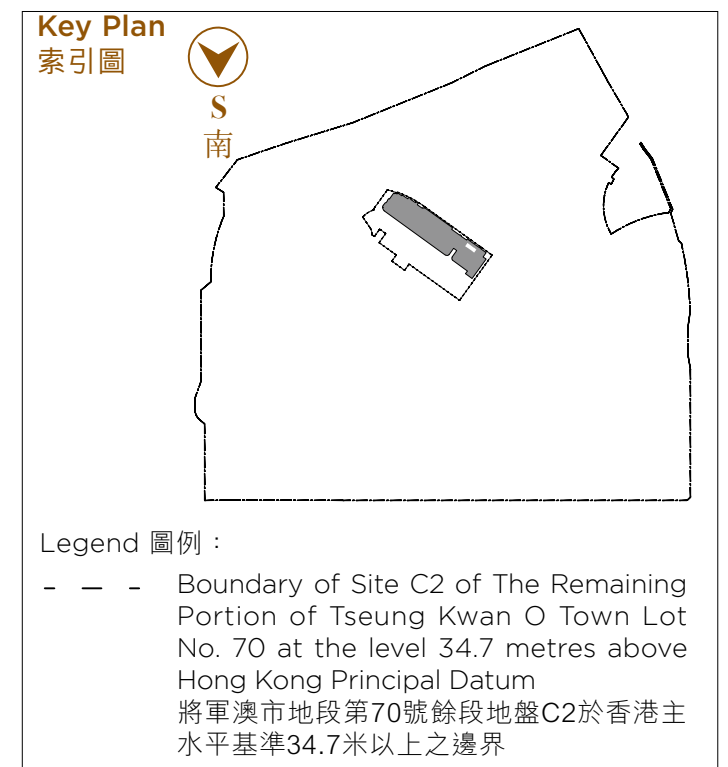 Key Plan
索引圖
S
南
Legend 圖例：
Boundary of Site C2 of The Remaining
Portion of Tseung Kwan O Town Lot
No. 70 at the level 34.7 metres above
Hong Kong Principal Datum
將軍澳市地段第70號餘段地盤C2於香港主
水平基準34.7米以上之邊界